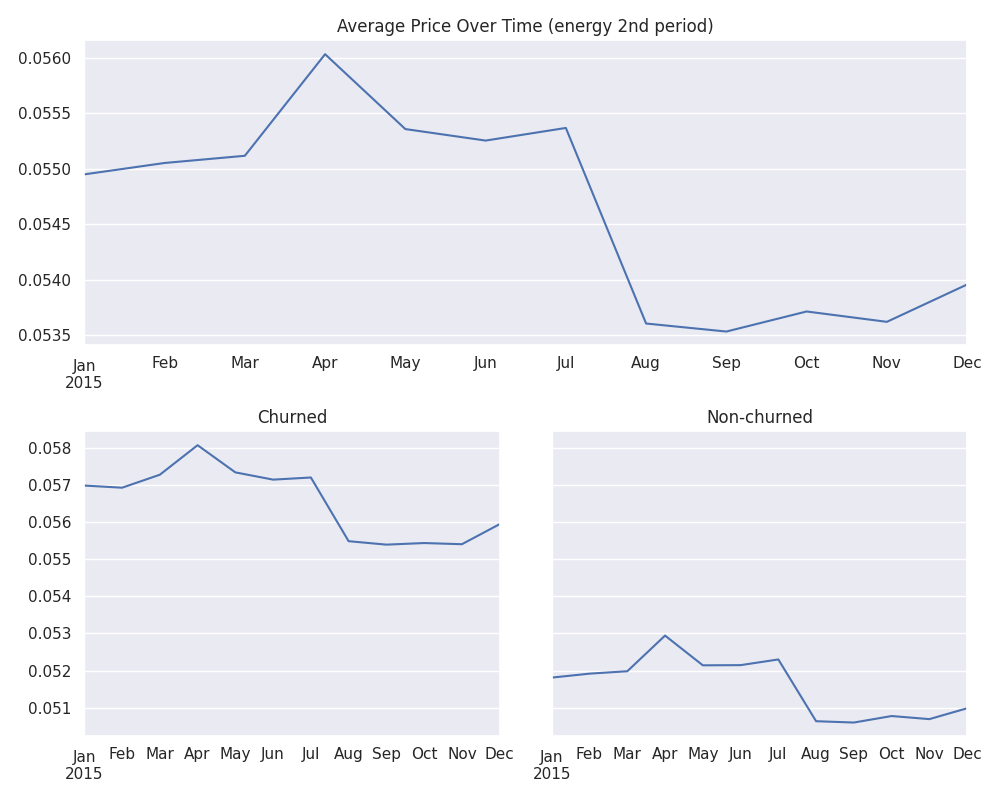 Average Price Over Time (energy 2nd period)
0.0560
0.0555
0.0550
0.0545
0.0540
0.0535
Jan Feb Mar Apr May Jun Jul Aug Sep Oct Nov Dec
2015
Churned
0.058
0.057
0.056
0.055
0.054
0.053
0.052
0.051
Jan Feb Mar Apr May Jun Jul Aug Sep Oct Nov Dec
2015
Non-churned
Jan Feb Mar Apr May Jun Jul Aug Sep Oct Nov Dec
2015